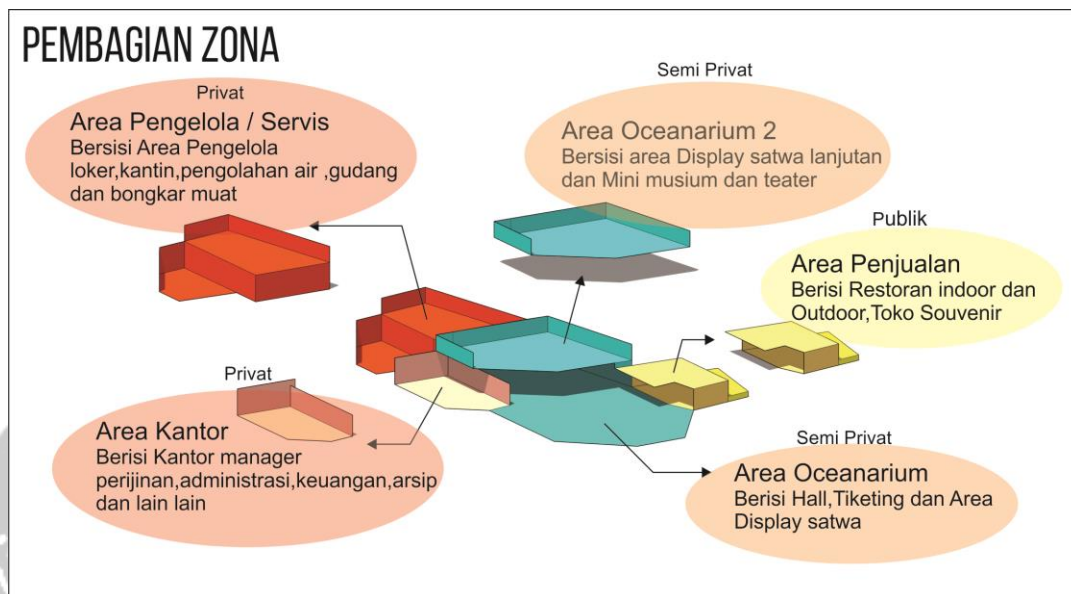 PEMBAGIAN ZONA
Privat
Area Pengelola / Servis
Bersisi Area Pengelola
loker,kantin,pengolahan air ,gudang
dan bongkar muat
Semi Privat
Area Oceanarium 2
Bersisi area Display satwa lanjutan
dan Mini musium dan teater
Publik
Area Penjualan
Berisi Restoran indoor dan
Outdoor,Toko Souvenir
Privat
Area Kantor
Berisi Kantor manager
perijinan,administrasi,keuangan,arsip
dan lain lain
Semi Privat
Area Oceanarium
Berisi Hall,Tiketing dan Area
Display satwa